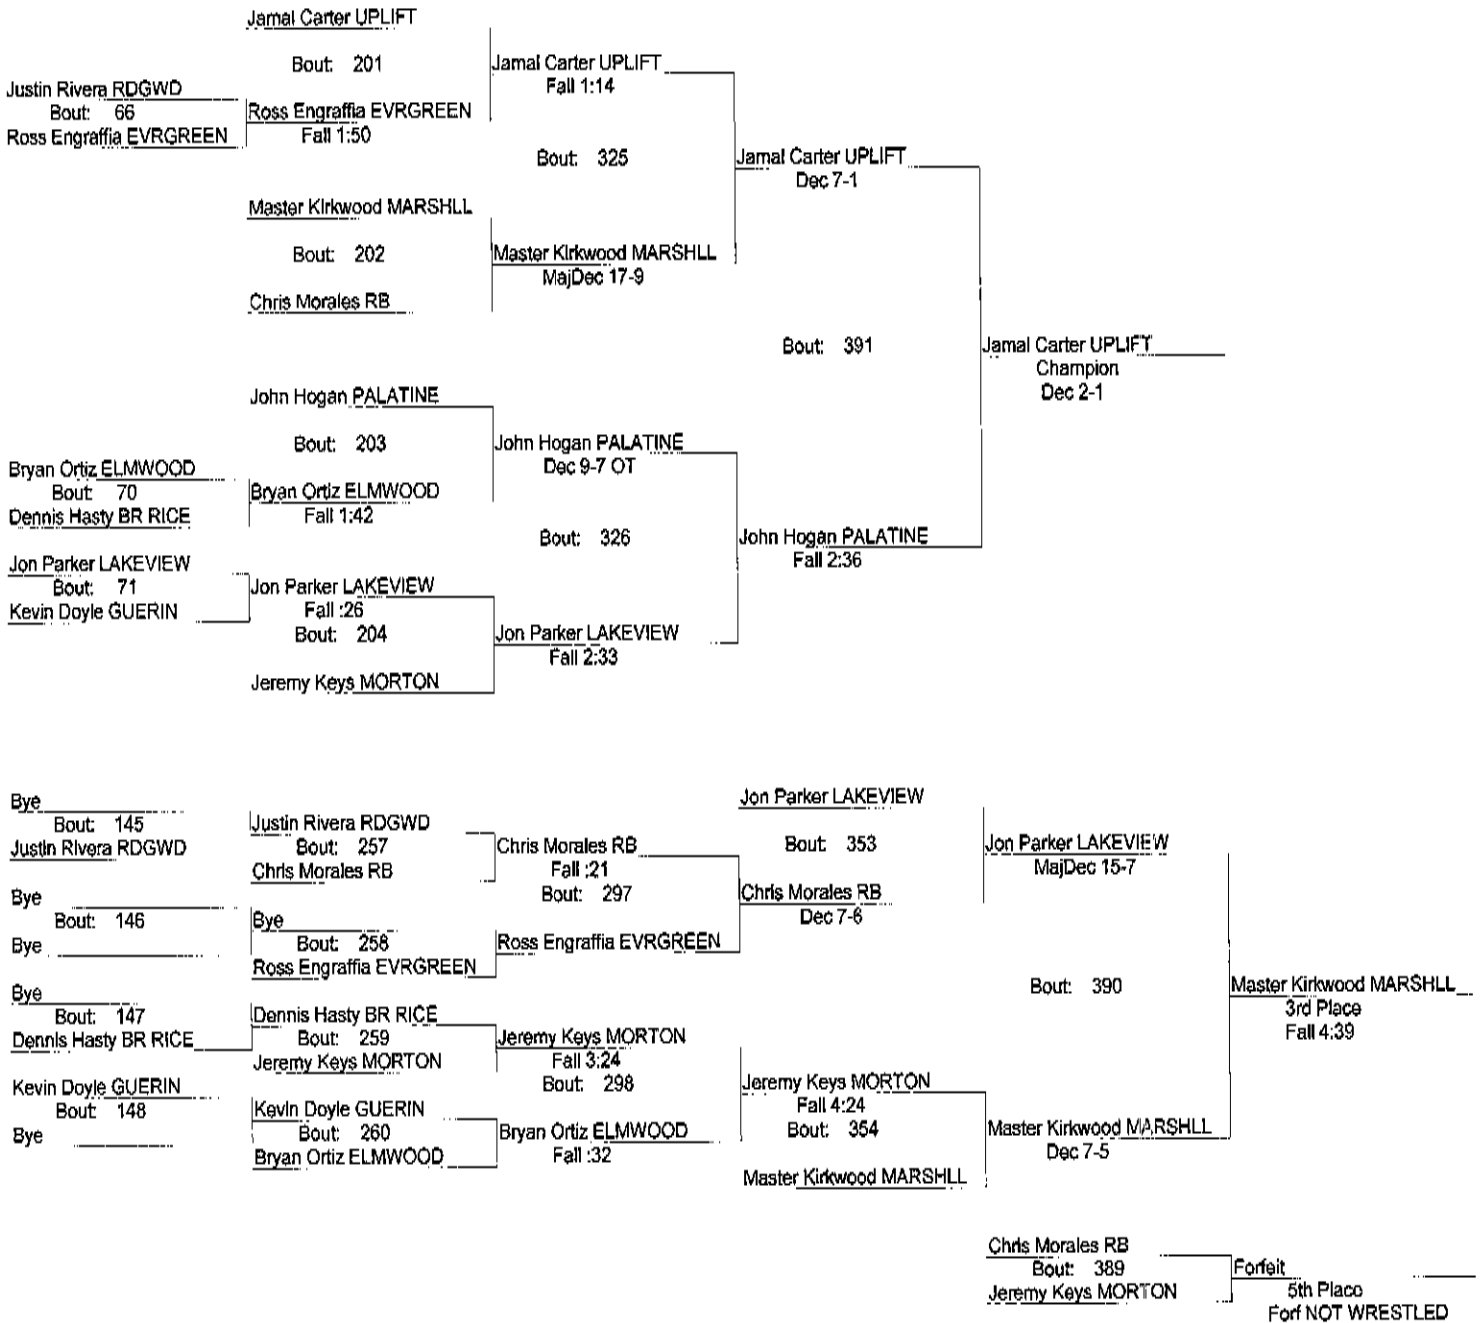 Jamal Carter UPLIFT
Bout: 201
Jamal Carter UPLIFT
Fall 1:14
Justin Rivera RDGWD
Bout: 66
Ross Engraffia EVRGREEN
Ross Engraffia EVRGREEN
Fall 1:50
Bout: 325
Jamal Carter UPLIFT
Dec 7-1
Master Kirkwood MARSHLL
Bout: 202
Master Kirkwood MARSHLL
MajDec 17-9
Chris Morales RB
Bout: 391
Jamal Carter UPLIFT
Champion
Dec 2-1
John Hogan PALATINE
Bout: 203
John Hogan PALATINE
Dec 9-7 OT
Bryan Ortiz ELMWOOD
Bout: 70
Dennis Hasty BR RICE
Bryan Ortiz ELMWOOD
Fall 1:42
Bout: 326
John Hogan PALATINE
Fall 2:36
Jon Parker LAKEVIEW
Bout: 71
Kevin Doyle GUERIN
Jon Parker LAKEVIEW
Fall :26
Bout: 204
Jon Parker LAKEVIEW
Fall 2:33
Jeremy Keys MORTON
Bye
Bout: 145
Justin Rivera RDGWD
Justin Rivera RDGWD
Bout: 257
Chris Morales RB
Chris Morales RB
Fall :21
Bout: 297
Jon Parker LAKEVIEW
Bout: 353
Jon Parker LAKEVIEW
MajDec 15-7
Chris Morales RB
Dec 7-6
Bye
Bout: 146
Bye
Bye
Bout: 258
Ross Engraffia EVRGREEN
Ross Engraffia EVRGREEN
Bye
Bout: 147
Dennis Hasty BR RICE
Dennis Hasty BR RICE
Bout: 259
Jeremy Keys MORTON
Jeremy Keys MORTON
Fall 3:24
Bout: 298
Bout: 390
Master Kirkwood MARSHLL
3rd Place
Fall 4:39
Kevin Doyle GUERIN
Bout: 148
Bye
Kevin Doyle GUERIN
Bout: 260
Bryan Ortiz ELMWOOD
Bryan Ortiz ELMWOOD
Fall :32
Jeremy Keys MORTON
Fall 4:24
Bout: 354
Master Kirkwood MARSHLL
Master Kirkwood MARSHLL
Dec 7-5
Chris Morales RB
Bout: 389
Jeremy Keys MORTON
Forfeit
5th Place
Forf NOT WRESTLED